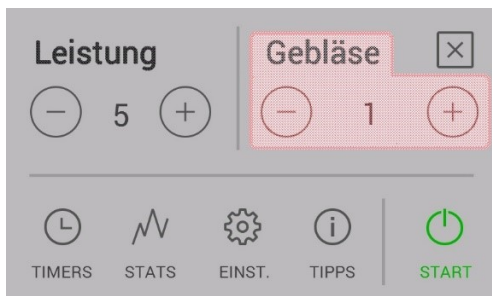 Leistung
Gebläse
5
1
TIMERS
STATS
EINST.
TIPPS
START